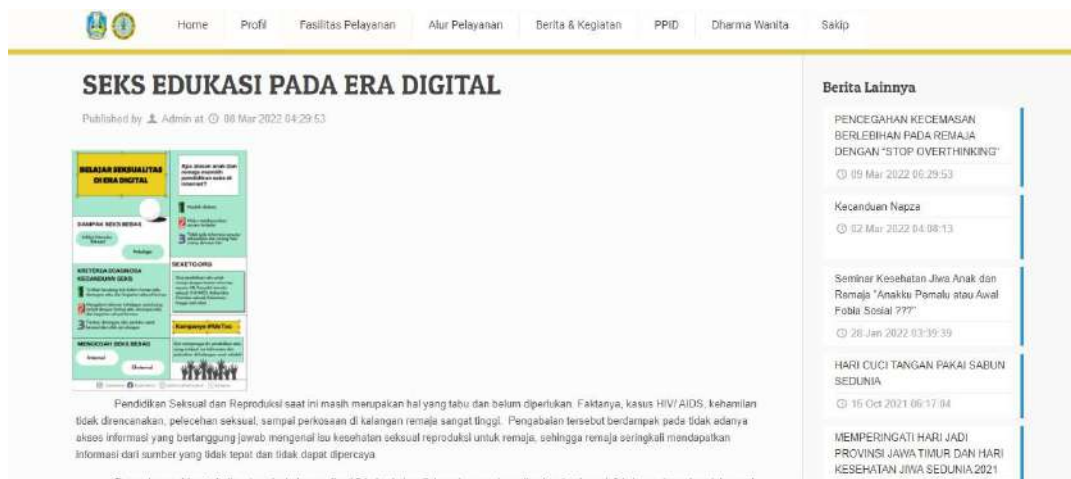 Home Profil Fasilitas Pelayanan Alur Pelayanan Berita & Kegiatan PPID Dharma Wanita Sakip
SEKS EDUKASI PADA ERA DIGITAL
Published by Admin at 08 Mar 2022 04:29:53
BELAJAR SEKSUALITAS
DI ERA DIGITAL
DAMPAK SEKS BEBAS
KRITERIA DIAGNOSA
KECANDUAN SEKS
1
2
3
MENCEGAH SEKS BEBAS
Internal
Eksternal
1
2
3
Kampanye #MeToo
Pendidikan Seksual dan Reproduksi saat ini masih merupakan hal yang tabu dan belum diperlukan. Faktanya, kasus HIV/ AIDS, kehamilan
tidak direncanakan, pelecehan seksual, sampai perkosaan di kalangan remaja sangat tinggi. Pengabaian tersebut berdampak pada tidak adanya
akses informasi yang bertanggung jawab mengenai isu kesehatan seksual reproduksi untuk remaja, sehingga remaja seringkali mendapatkan
informasi dari sumber yang tidak tepat dan tidak dapat dipercaya
Berita Lainnya
PENCEGAHAN KECEMASAN
BERLEBIHAN PADA REMAJA
DENGAN "STOP OVERTHINKING"
09 Mar 2022 06:29:53
Kecanduan Napza
02 Mar 2022 04:08:13
Seminar Kesehatan Jiwa Anak dan
Remaja "Anakku Pemalu atau Awal
Fobia Sosial ???"
28 Jan 2022 03:39:39
HARI CUCI TANGAN PAKAI SABUN
SEDUNIA
15 Oct 2021 06:17:04
MEMPERINGATI HARI JADI
PROVINSI JAWA TIMUR DAN HARI
KESEHATAN JIWA SEDUNIA 2021